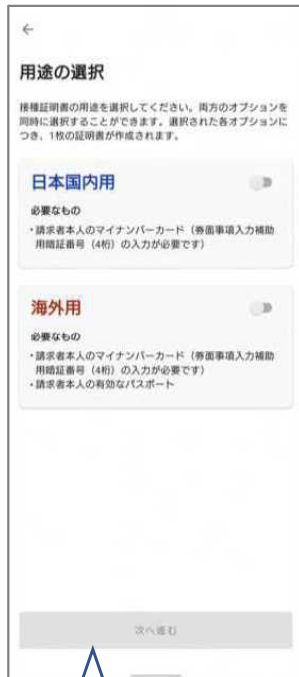 用途の選択
接種証明書の用途を選択してください。両方のオプションを
同時に選択することができます。選択された各オプションに
つき、1枚の証明書が作成されます。
日本国内用
必要なもの
・請求者本人のマイナンバーカード（券面事項入力補助
用暗証番号（4桁）の入力が必要です）
海外用
必要なもの
・請求者本人のマイナンバーカード（券面事項入力補助
用暗証番号（4桁）の入力が必要です）
・請求者本人の有効なパスポート
次へ進む